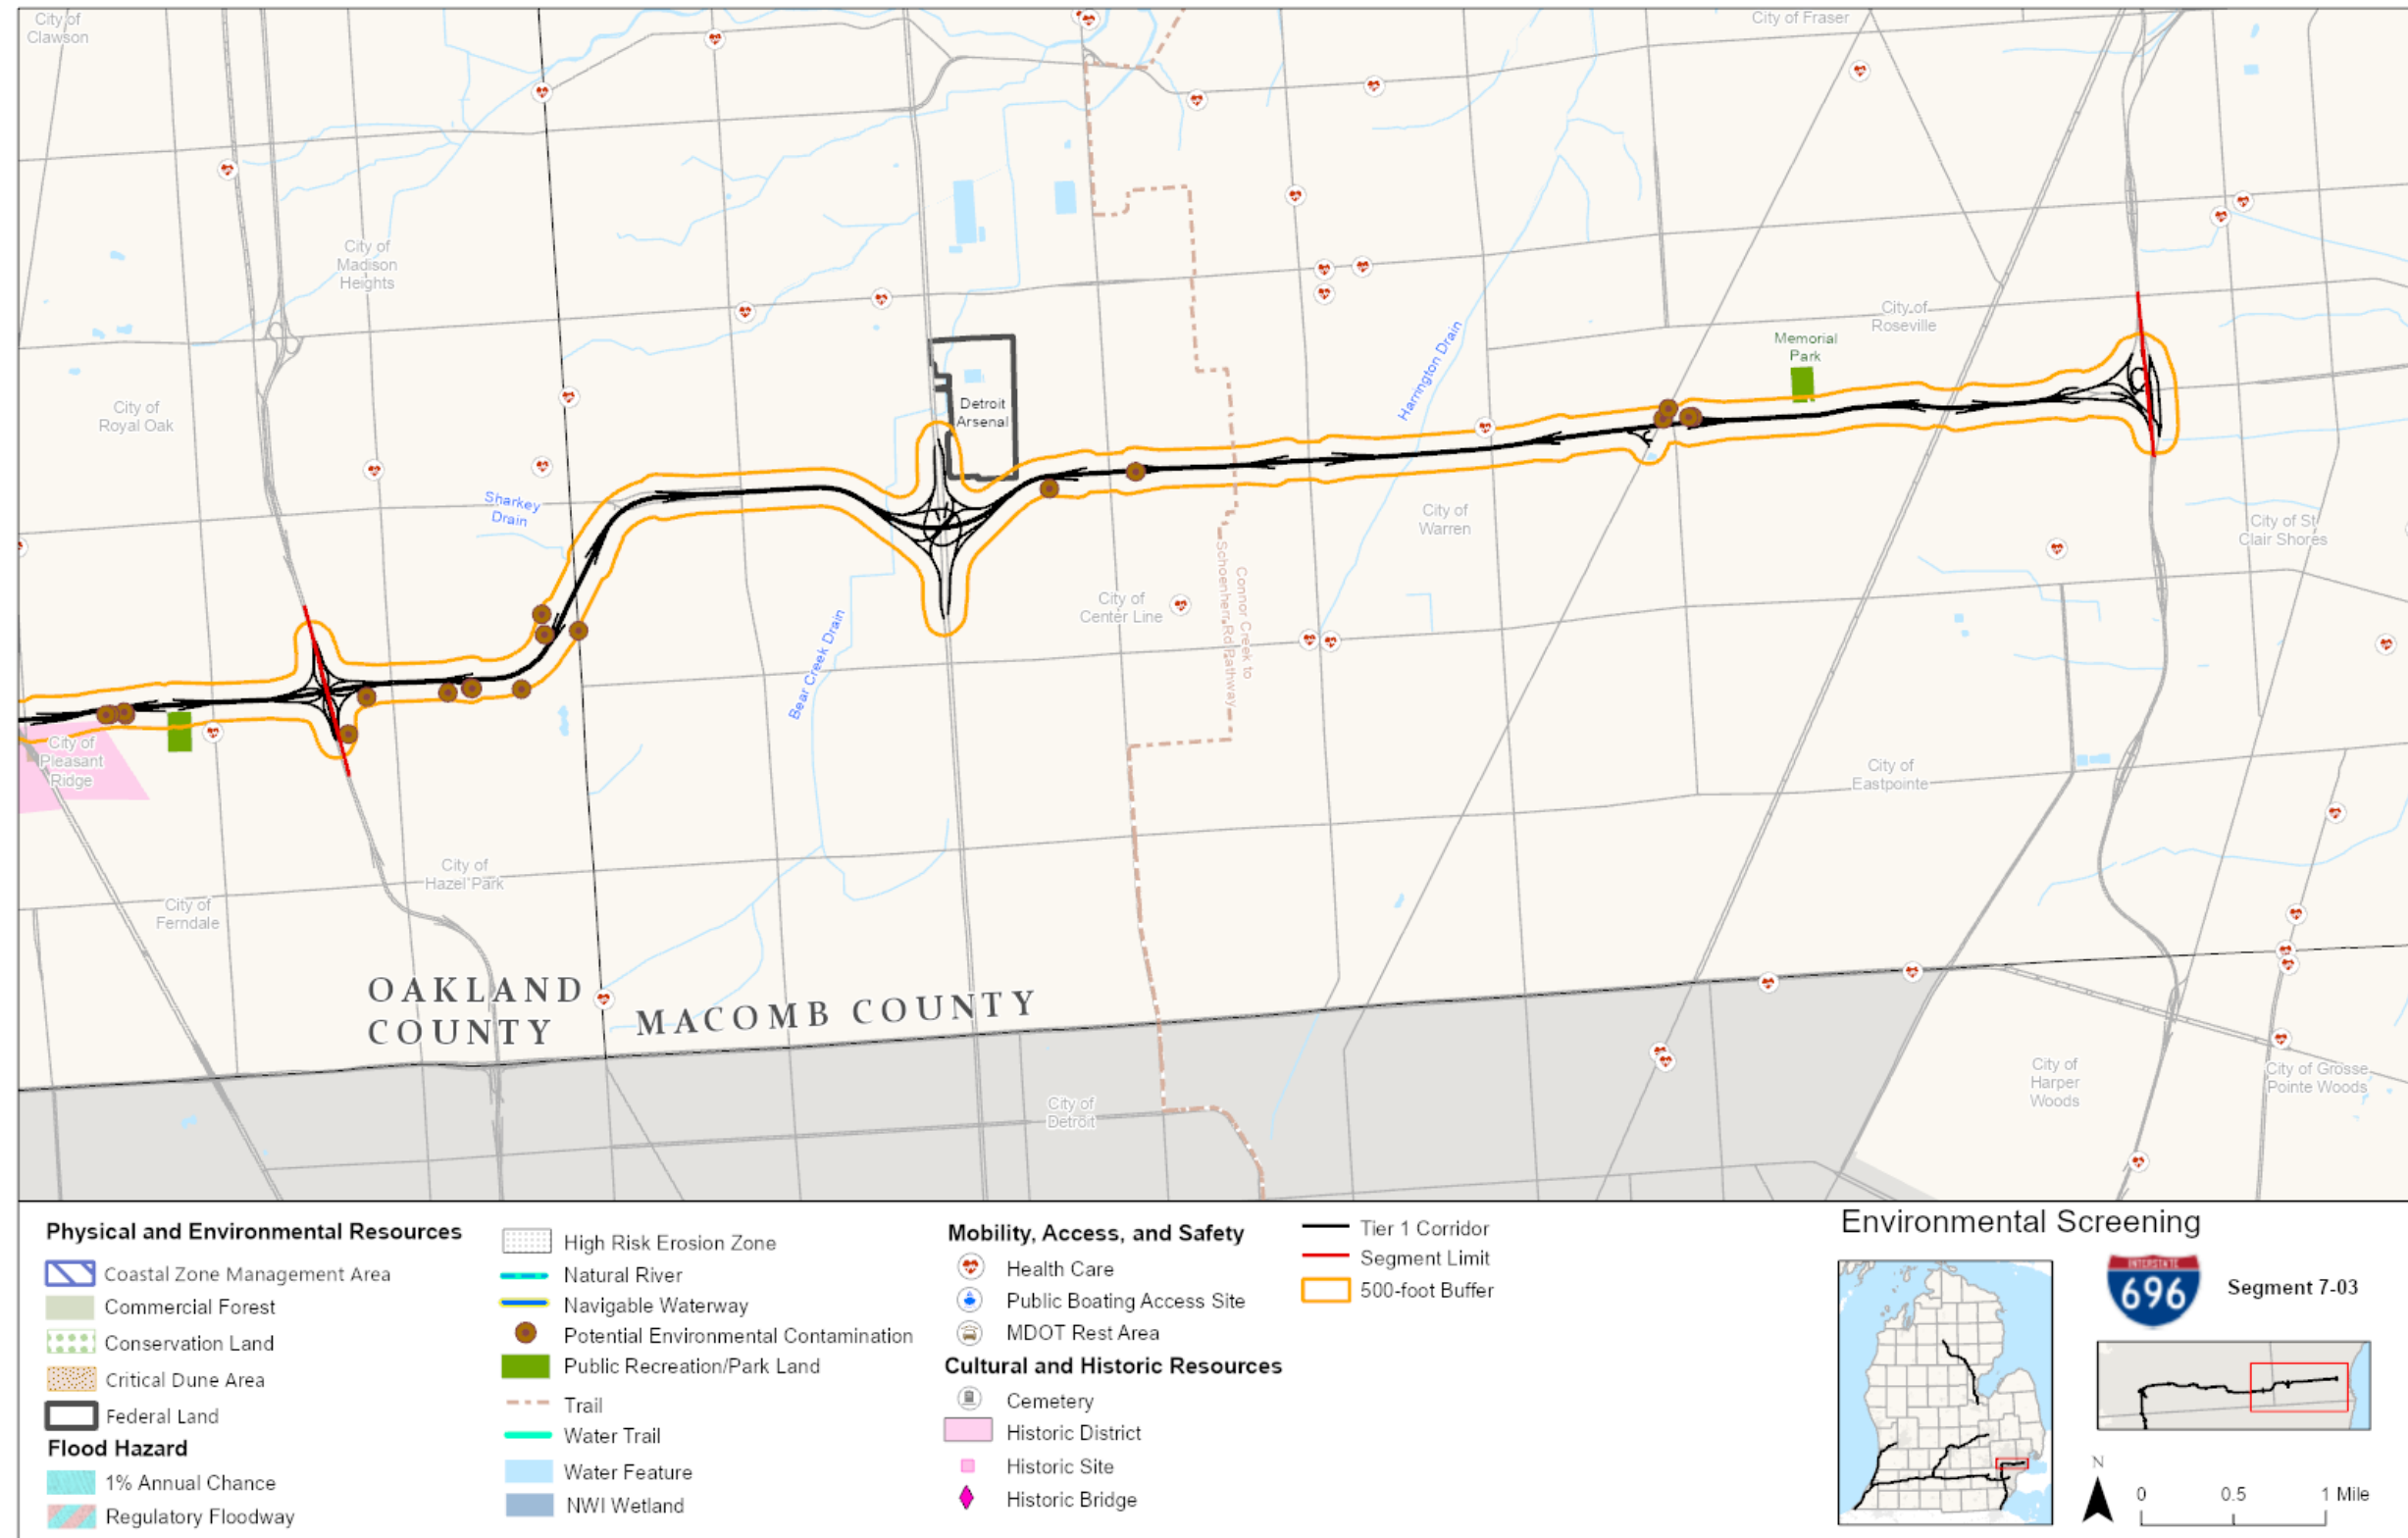 City of
Clawson
City of Fraser
City of
Madison
Heights
City of
Roseville
Memorial
Park
City of
Royal Oak
Detroit
Arsenal
Harrington Drain
Sharkey
Drain
City of
Warren
City of St
Clair Shores
City of
Center Line
Connor Creek to
Schoenherr Rd Pathway
Bear Creek Drain
City of
Pleasant
Ridge
City of
Eastpointe
City of
Hazel Park
City of
Ferndale
OAKLAND
COUNTY
MACOMB COUNTY
City of
Detroit
City of
Harper
Woods
City of Grosse
Pointe Woods
Physical and Environmental Resources
Coastal Zone Management Area
Commercial Forest
Conservation Land
Critical Dune Area
Federal Land
Flood Hazard
1% Annual Chance
Regulatory Floodway
High Risk Erosion Zone
Natural River
Navigable Waterway
Potential Environmental Contamination
Public Recreation/Park Land
Trail
Water Trail
Water Feature
NWI Wetland
Mobility, Access, and Safety
Health Care
Public Boating Access Site
MDOT Rest Area
Cultural and Historic Resources
Cemetery
Historic District
Historic Site
Historic Bridge
Tier 1 Corridor
Segment Limit
500-foot Buffer
Environmental Screening
INTERSTATE
696
Segment 7-03
N
0 0.5 1 Mile